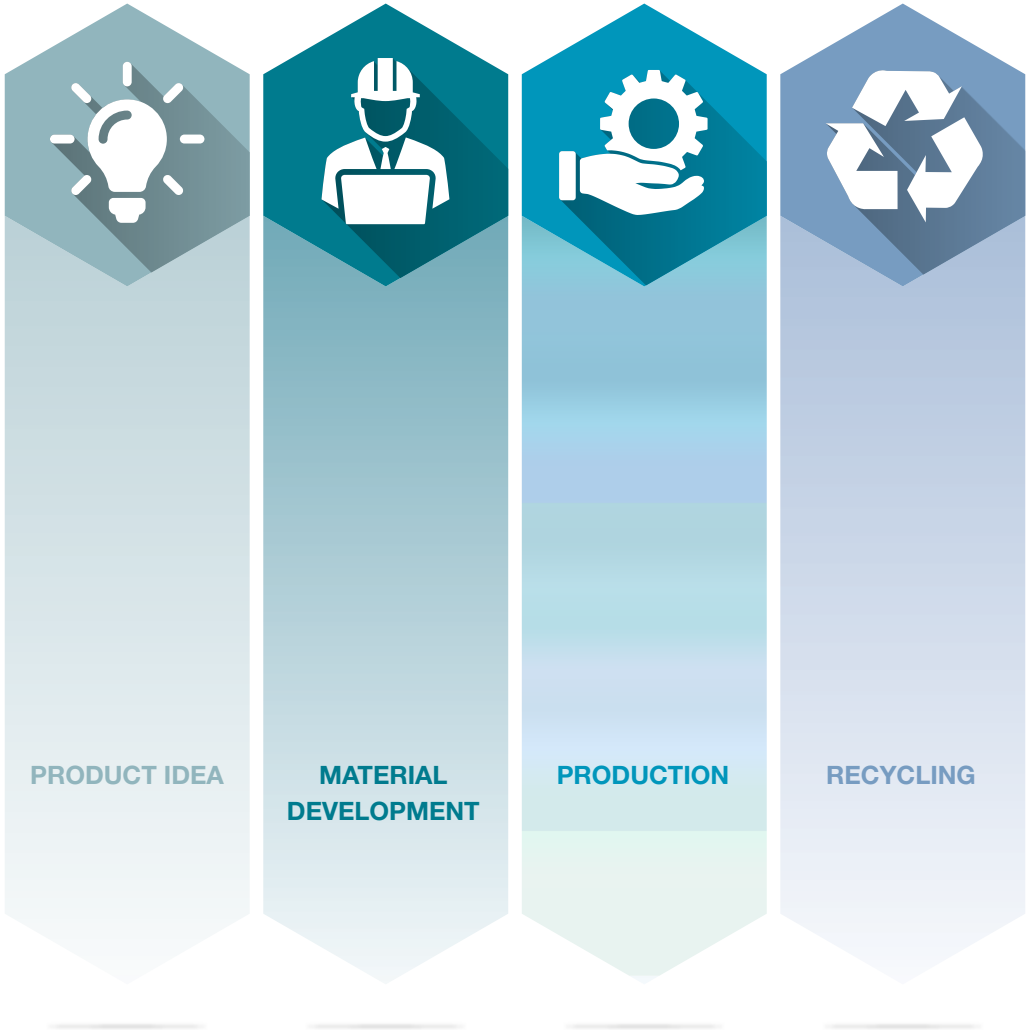 PRODUCT IDEA
MATERIAL
DEVELOPMENT
PRODUCTION
RECYCLING